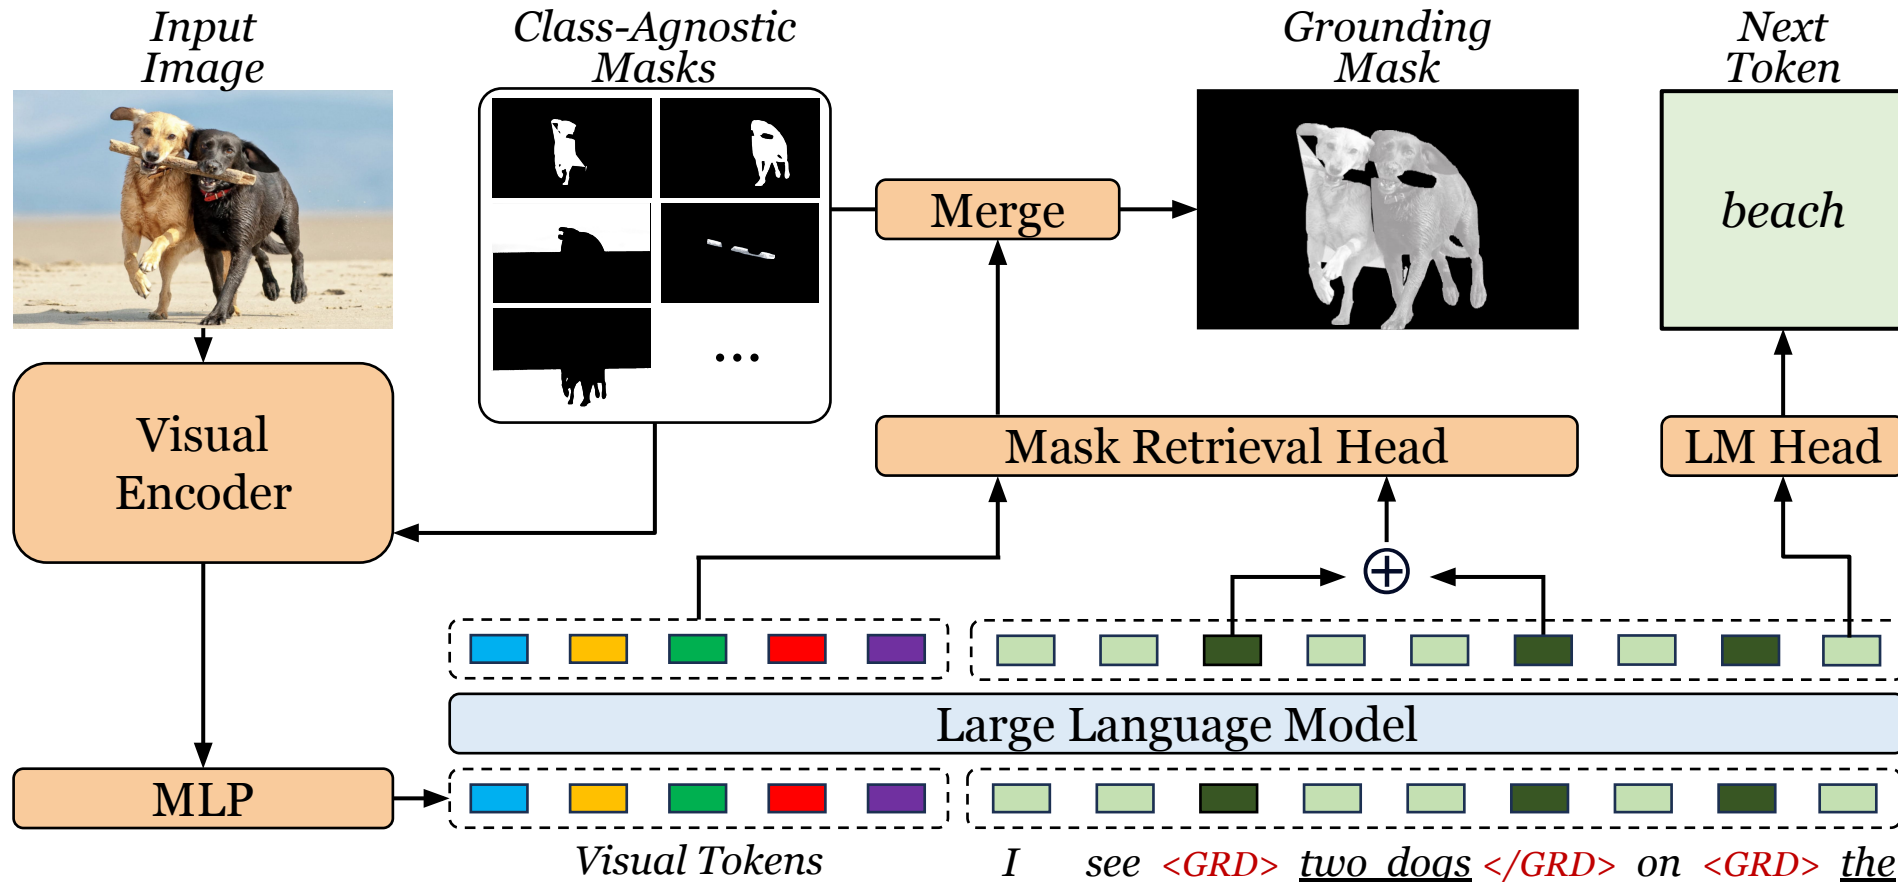 Input
Image
Class-Agnostic
Masks
Grounding
Mask
Next
Token
Merge
beach
Visual
Encoder
Mask Retrieval Head
LM Head
Large Language Model
MLP
Visual Tokens
I see <GRD> two dogs </GRD> on <GRD> the